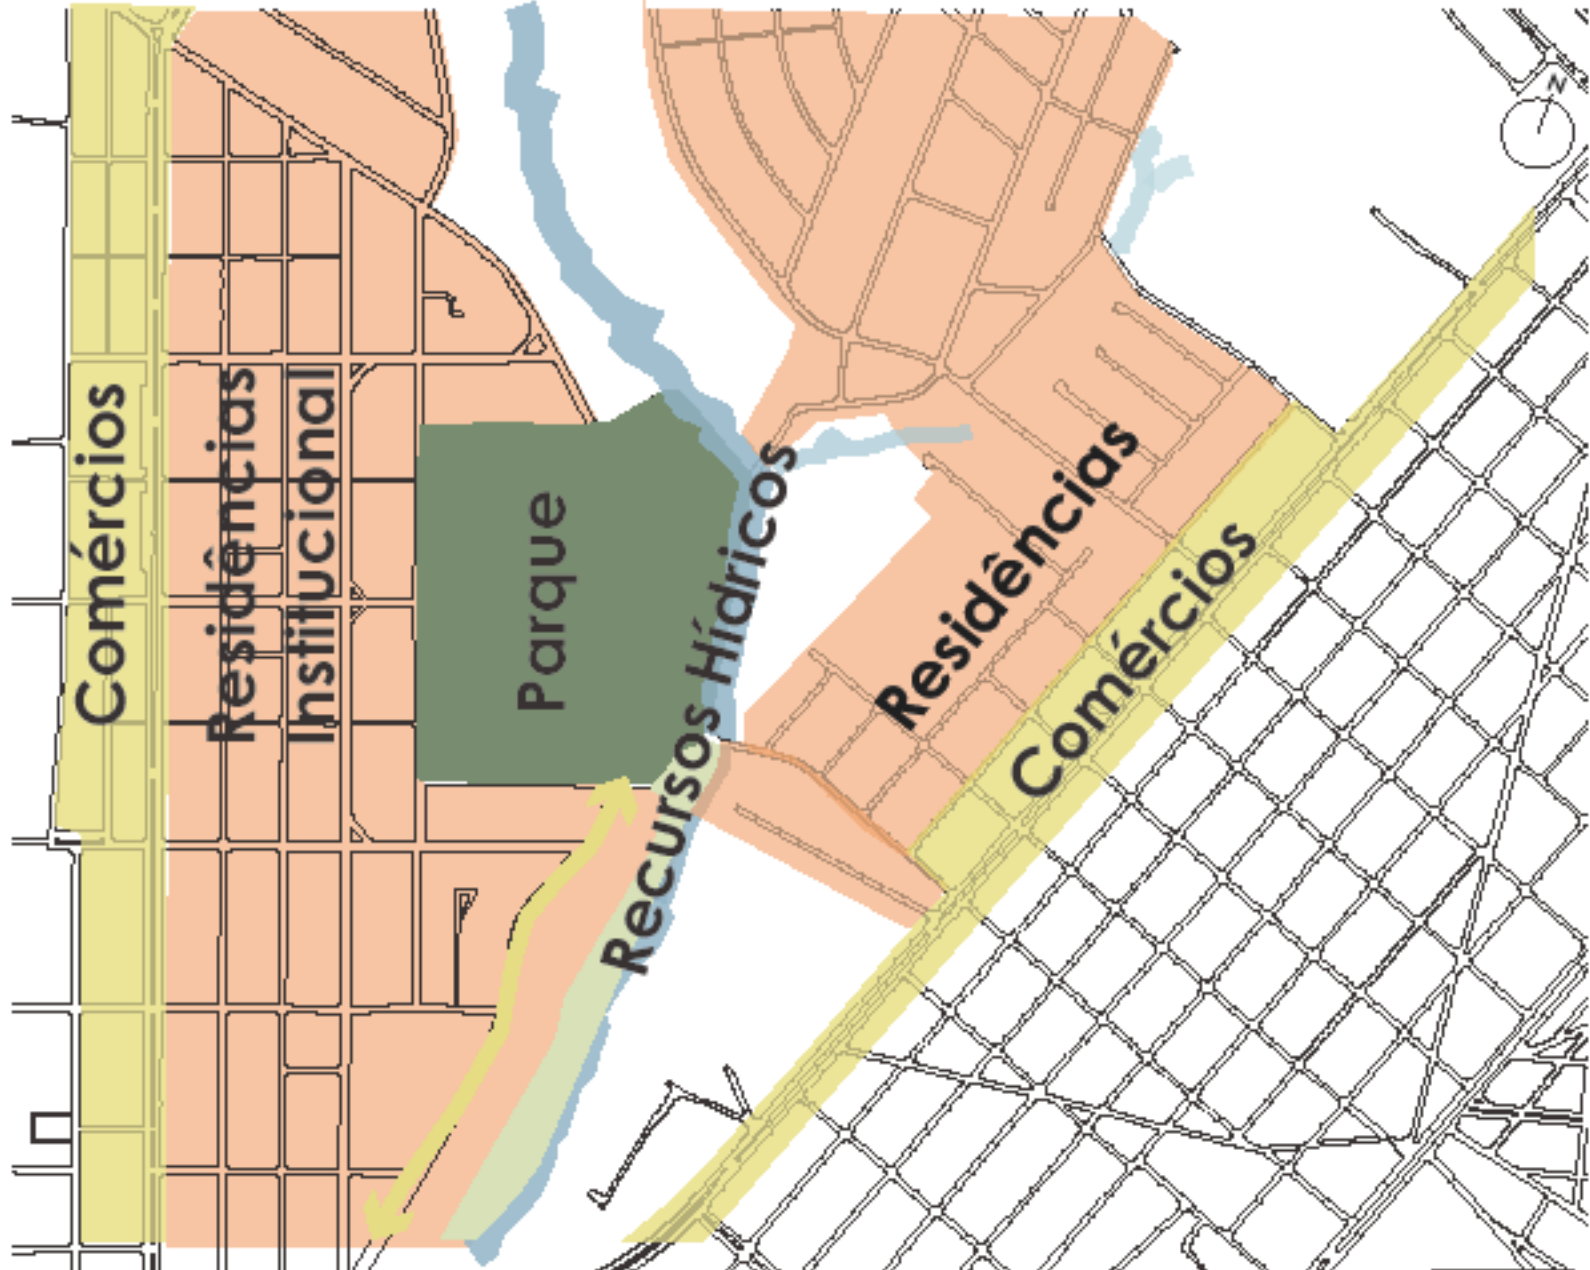 N
Comércios
Residências
Institucional
Parque
Recursos Hídricos
Residências
Comércios